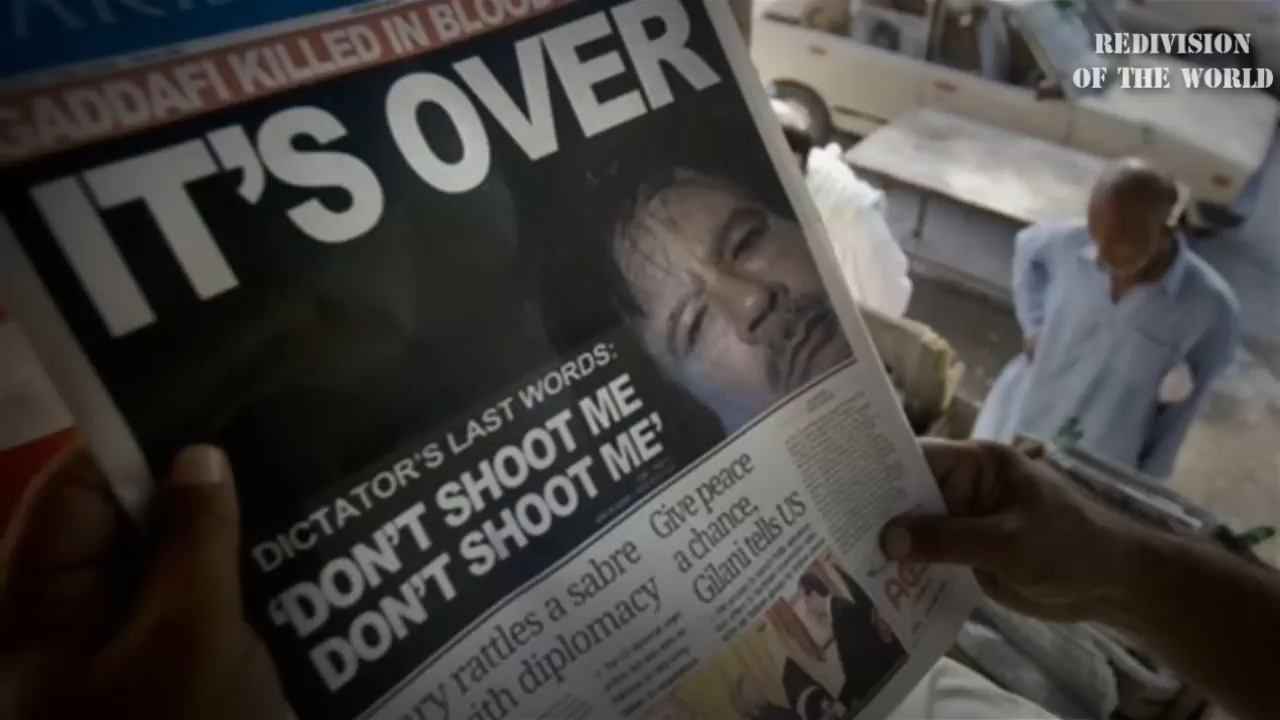 REDIVISION
OF THE WORLD
GADDAFI KILLED IN BLOOD
IT'S OVER
DICTATOR'S LAST WORDS:
'DON'T SHOOT ME
DON'T SHOOT ME'
Give peace
a chance,
Gilani tells US
rattles a sabre
diplomacy